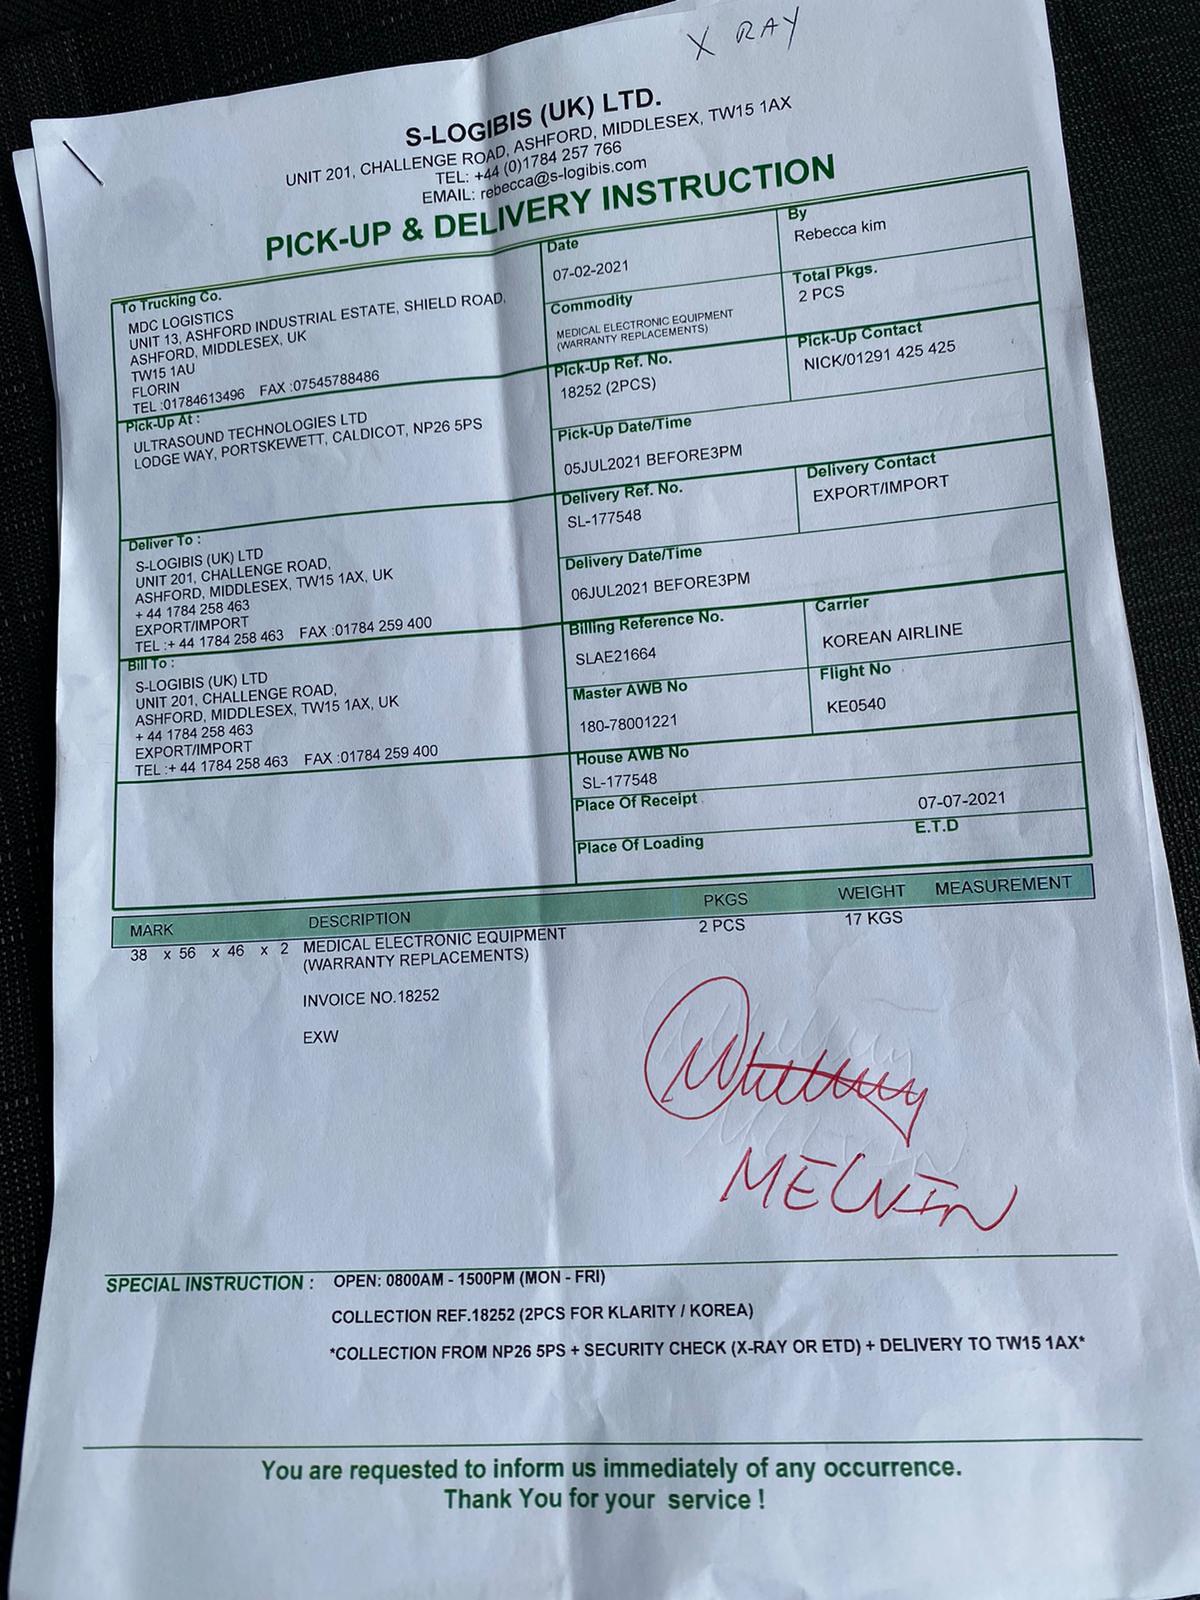 X RAY
S-LOGIBIS (UK) LTD.
UNIT 201, CHALLENGE ROAD, ASHFORD, MIDDLESEX, TW15 1AX
TEL: +44 (0)1784 257 766
EMAIL: rebecca@s-logibis.com
PICK-UP & DELIVERY INSTRUCTION
To Trucking Co.
MDC LOGISTICS
UNIT 13, ASHFORD INDUSTRIAL ESTATE, SHIELD ROAD,
ASHFORD, MIDDLESEX, UK
TW15 1AU
FLORIN
TEL :01784613496 FAX :07545788486
Date
07-02-2021
By
Rebecca kim
Commodity
MEDICAL ELECTRONIC EQUIPMENT
(WARRANTY REPLACEMENTS)
Total Pkgs.
2 PCS
Pick-Up Ref. No.
18252 (2PCS)
Pick-Up Contact
NICK/01291 425 425
Pick-Up At :
ULTRASOUND TECHNOLOGIES LTD
LODGE WAY, PORTSKEWETT, CALDICOT, NP26 5PS
Pick-Up Date/Time
05JUL2021 BEFORE3PM
Delivery Ref. No.
SL-177548
Delivery Contact
EXPORT/IMPORT
Deliver To :
S-LOGIBIS (UK) LTD
UNIT 201, CHALLENGE ROAD,
ASHFORD, MIDDLESEX, TW15 1AX, UK
+ 44 1784 258 463
EXPORT/IMPORT
TEL :+ 44 1784 258 463 FAX :01784 259 400
Delivery Date/Time
06JUL2021 BEFORE3PM
Billing Reference No.
SLAE21664
Carrier
KOREAN AIRLINE
Bill To :
S-LOGIBIS (UK) LTD
UNIT 201, CHALLENGE ROAD,
ASHFORD, MIDDLESEX, TW15 1AX, UK
+ 44 1784 258 463
EXPORT/IMPORT
TEL :+ 44 1784 258 463 FAX :01784 259 400
Master AWB No
180-78001221
Flight No
KE0540
House AWB No
SL-177548
Place Of Receipt
07-07-2021
Place Of Loading
E.T.D
MARK DESCRIPTION PKGS WEIGHT MEASUREMENT
38 x 56 x 46 x 2 MEDICAL ELECTRONIC EQUIPMENT 2 PCS 17 KGS
(WARRANTY REPLACEMENTS)
INVOICE NO.18252
EXW
MELVIN
SPECIAL INSTRUCTION : OPEN: 0800AM - 1500PM (MON - FRI)
COLLECTION REF.18252 (2PCS FOR KLARITY / KOREA)
*COLLECTION FROM NP26 5PS + SECURITY CHECK (X-RAY OR ETD) + DELIVERY TO TW15 1AX*
You are requested to inform us immediately of any occurrence.
Thank You for your service !